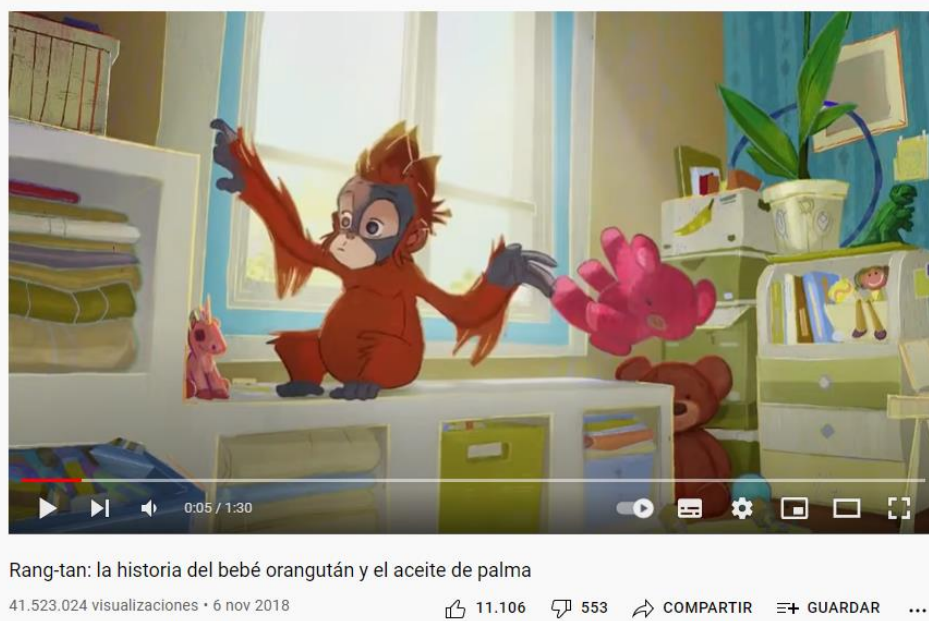 0:05 / 1:30
Rang-tan: la historia del bebé orangután y el aceite de palma
41.523.024 visualizaciones • 6 nov 2018
11.106 553 COMPARTIR GUARDAR